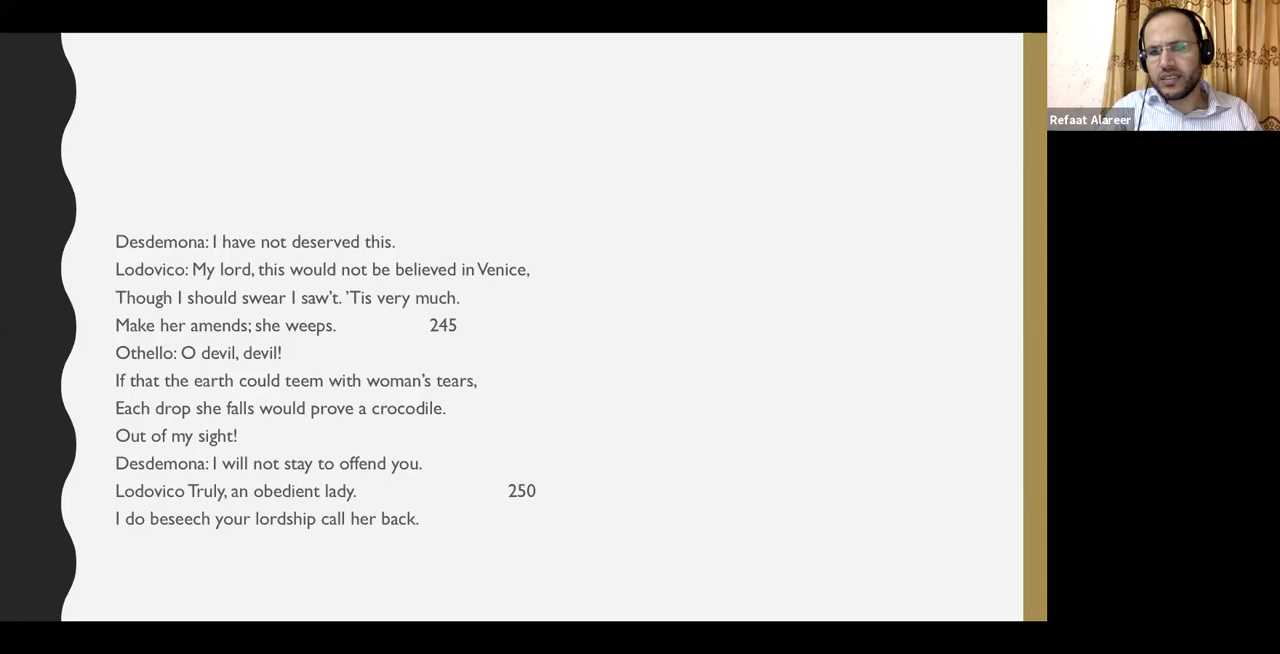 Desdemona: I have not deserved this.
Lodovico: My lord, this would not be believed in Venice,
Though I should swear I saw’t. ’Tis very much.
Make her amends; she weeps. 245
Othello: O devil, devil!
If that the earth could teem with woman’s tears,
Each drop she falls would prove a crocodile.
Out of my sight!
Desdemona: I will not stay to offend you.
Lodovico Truly, an obedient lady. 250
I do beseech your lordship call her back.
Refaat Alareer